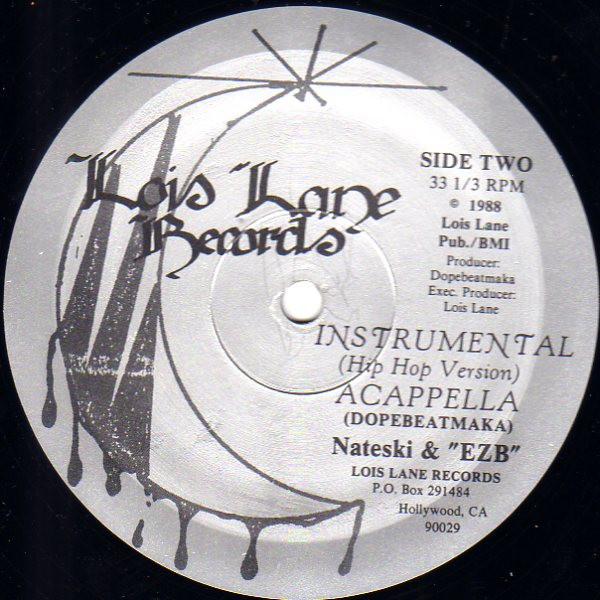 Lois Lane
Records
SIDE TWO
33 1/3 RPM
© 1988
Lois Lane
Pub./BMI
Producer:
Dopebeatmaka
Exec. Producer:
Lois Lane
INSTRUMENTAL
(Hip Hop Version)
ACAPPELLA
(DOPEBEATMAKA)
Nateski & "EZB"
LOIS LANE RECORDS
P.O. Box 291484
Hollywood, CA
90029